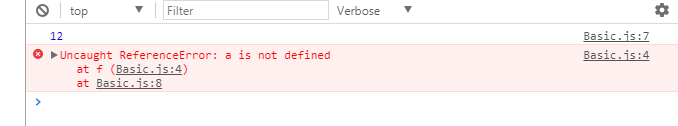 top Filter Verbose
12 Basic.js:7
Uncaught ReferenceError: a is not defined Basic.js:4
at f (Basic.js:4)
at Basic.js:8